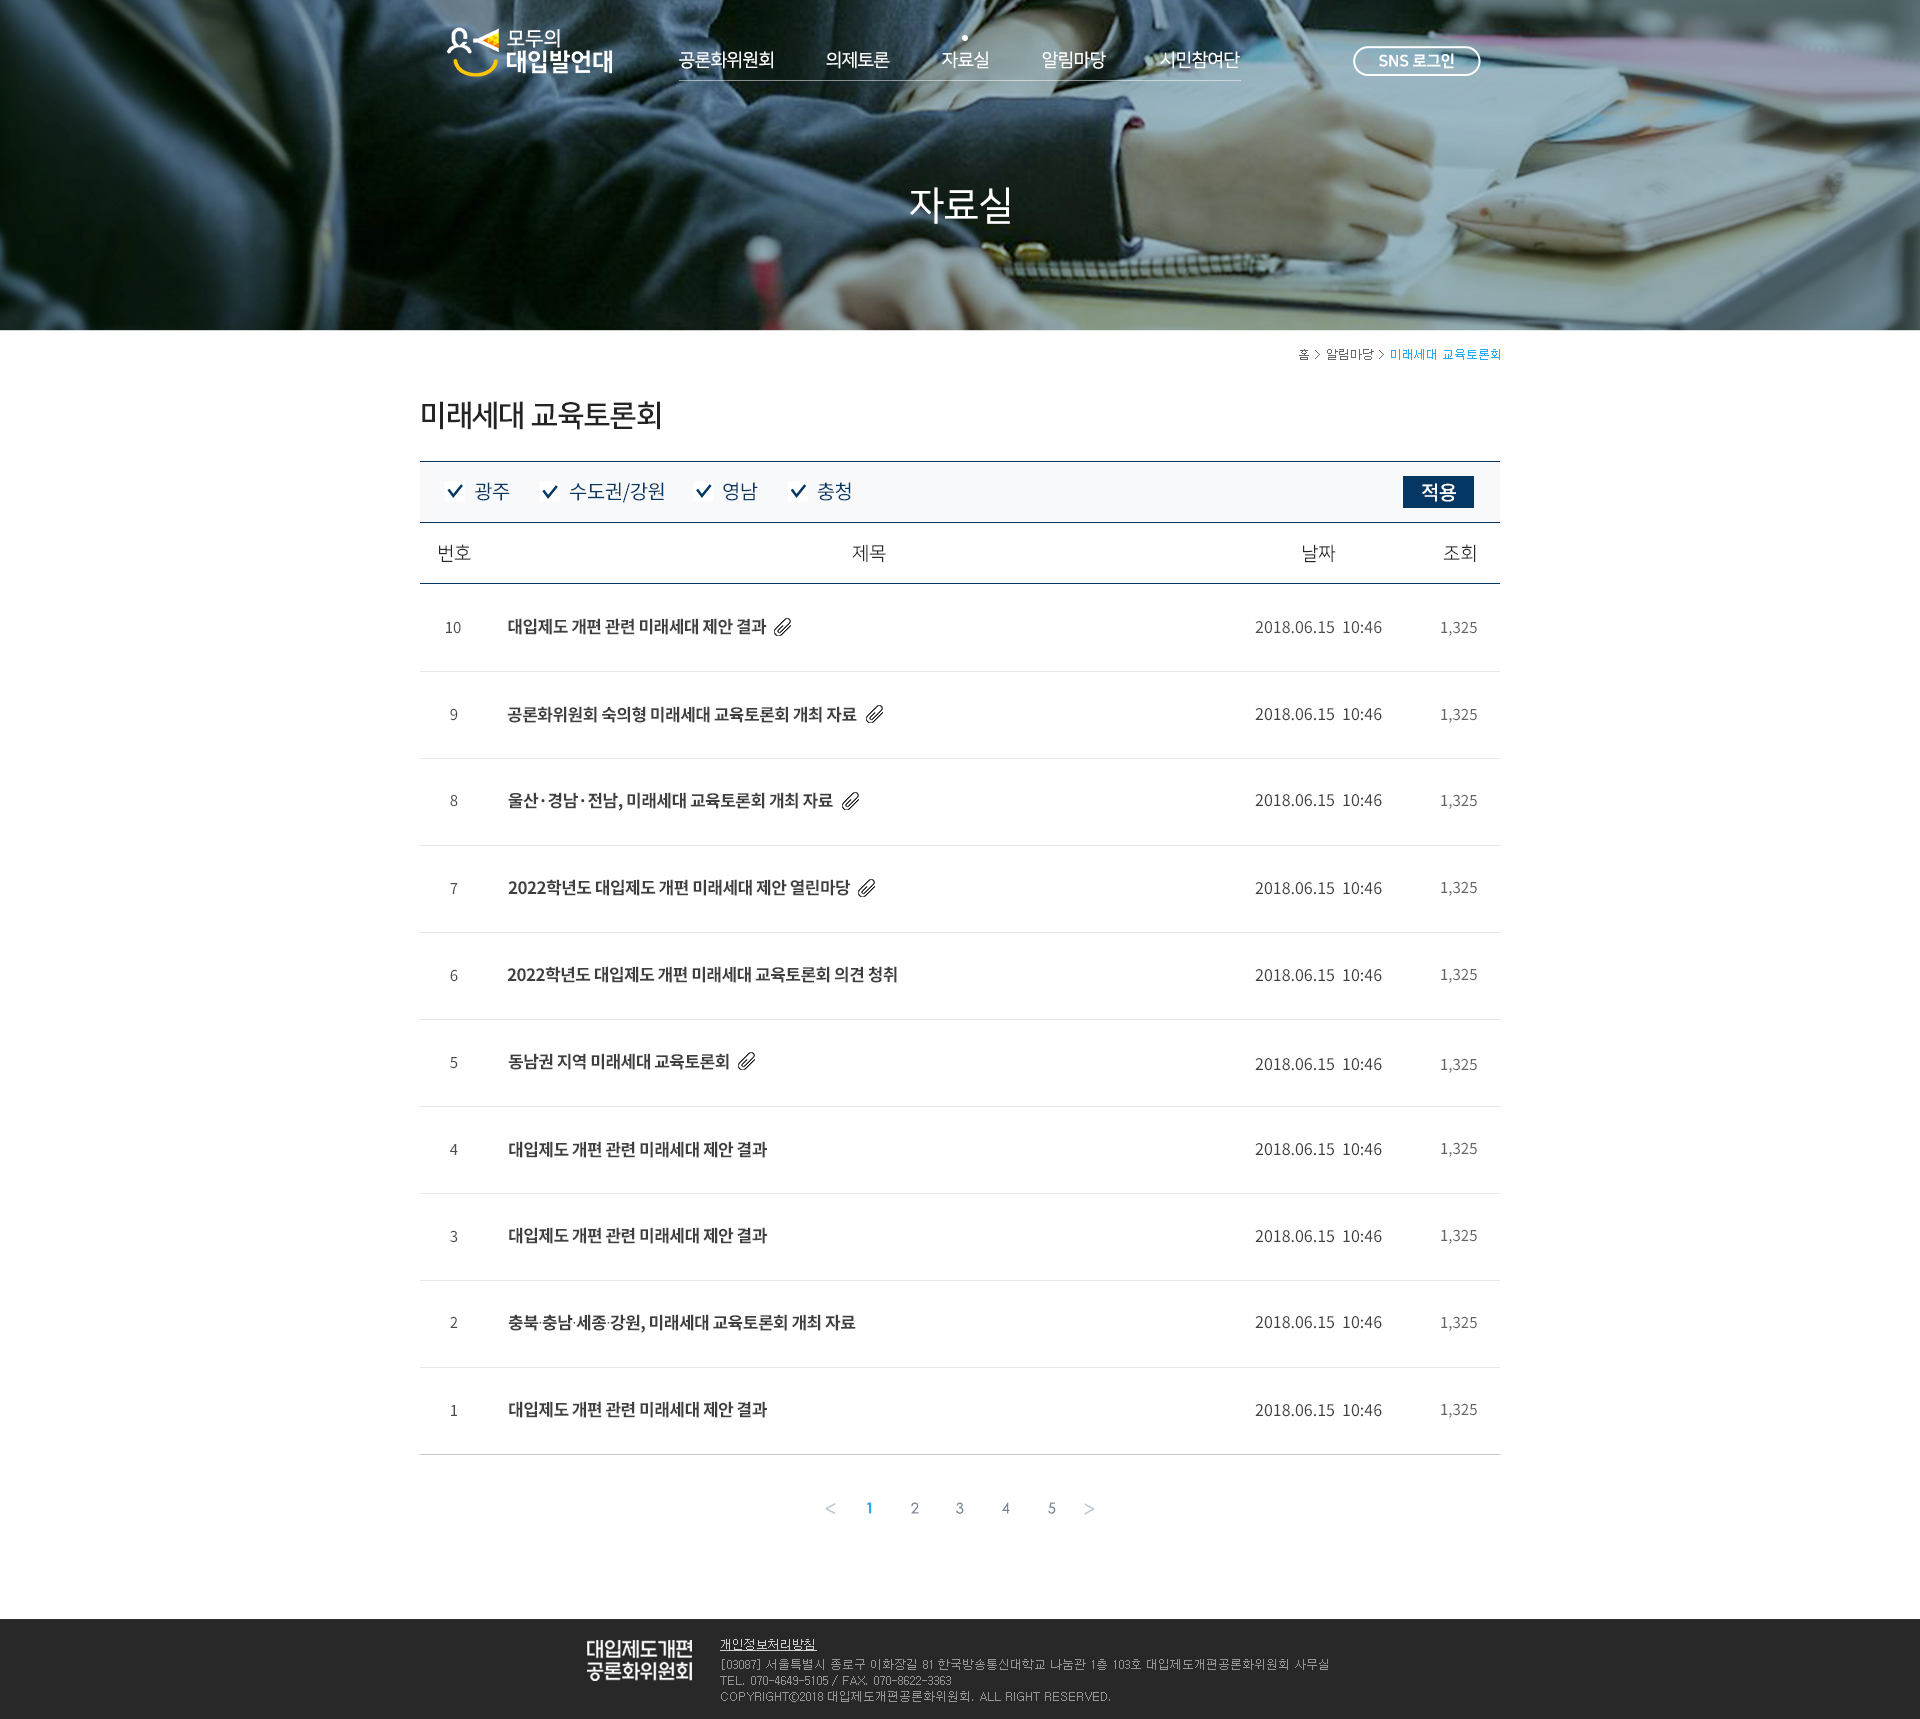 모두의
대입발언대
공론화위원회 의제토론 자료실 알림마당 시민참여단
SNS 로그인
자료실
홈 > 알림마당 > 미래세대 교육토론회
미래세대 교육토론회
광주 수도권/강원 영남 충청 적용
번호 제목 날짜 조회
10 대입제도 개편 관련 미래세대 제안 결과 2018.06.15 10:46 1,325
9 공론화위원회 숙의형 미래세대 교육토론회 개최 자료 2018.06.15 10:46 1,325
8 울산·경남·전남, 미래세대 교육토론회 개최 자료 2018.06.15 10:46 1,325
7 2022학년도 대입제도 개편 미래세대 제안 열린마당 2018.06.15 10:46 1,325
6 2022학년도 대입제도 개편 미래세대 교육토론회 의견 청취 2018.06.15 10:46 1,325
5 동남권 지역 미래세대 교육토론회 2018.06.15 10:46 1,325
4 대입제도 개편 관련 미래세대 제안 결과 2018.06.15 10:46 1,325
3 대입제도 개편 관련 미래세대 제안 결과 2018.06.15 10:46 1,325
2 충북·충남·세종·강원, 미래세대 교육토론회 개최 자료 2018.06.15 10:46 1,325
1 대입제도 개편 관련 미래세대 제안 결과 2018.06.15 10:46 1,325
< 1 2 3 4 5 >
대입제도개편
공론화위원회
개인정보처리방침
[03087] 서울특별시 종로구 이화장길 81 한국방송통신대학교 나눔관 1층 103호 대입제도개편공론화위원회 사무실
TEL. 070-4649-5105 / FAX. 070-8622-3363
COPYRIGHT©2018 대입제도개편공론화위원회. ALL RIGHT RESERVED.